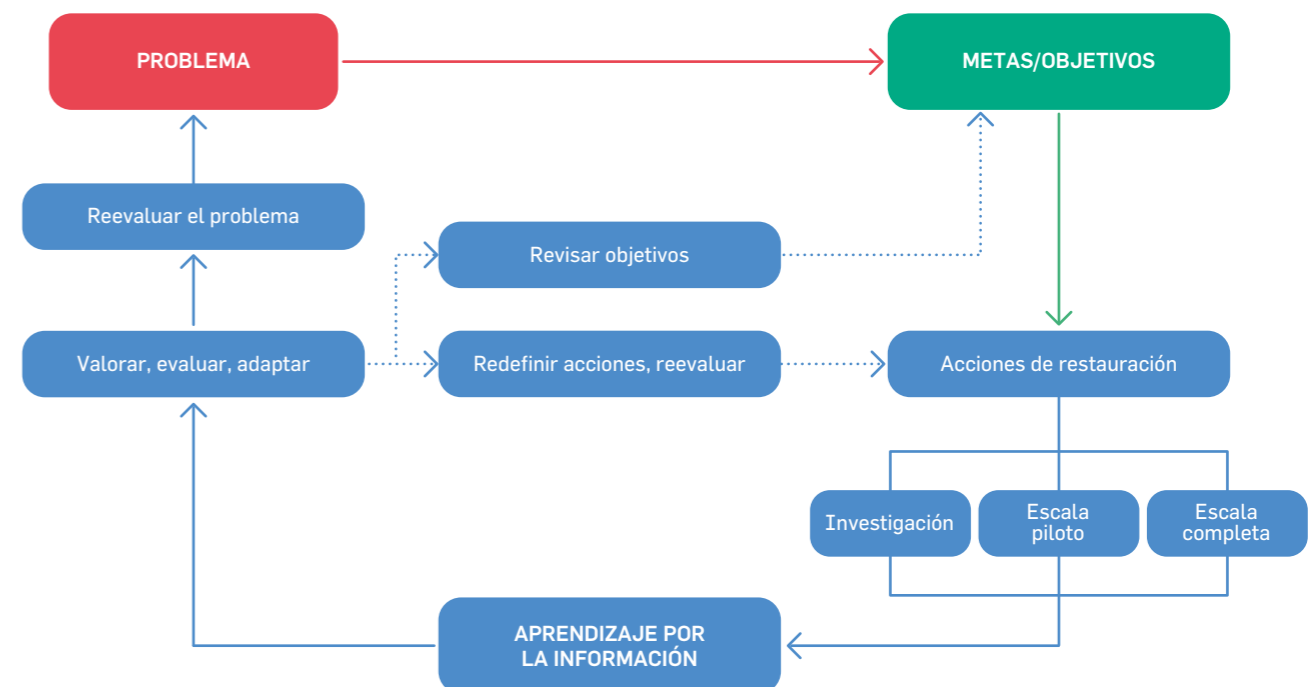 PROBLEMA
METAS/OBJETIVOS
Reevaluar el problema
Revisar objetivos
Valorar, evaluar, adaptar
Redefinir acciones, reevaluar
Acciones de restauración
Investigación
Escala
piloto
Escala
completa
APRENDIZAJE POR
LA INFORMACIÓN